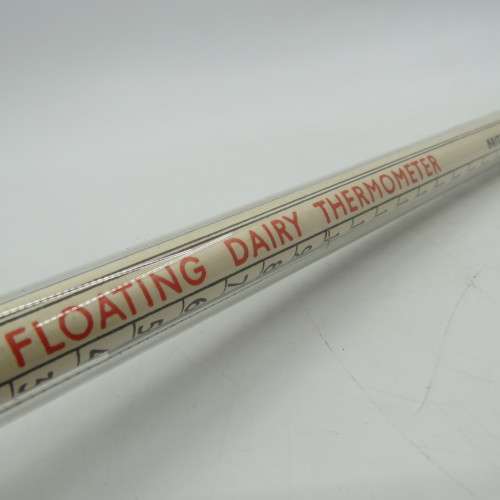 FLOATING DAIRY THERMOMETER